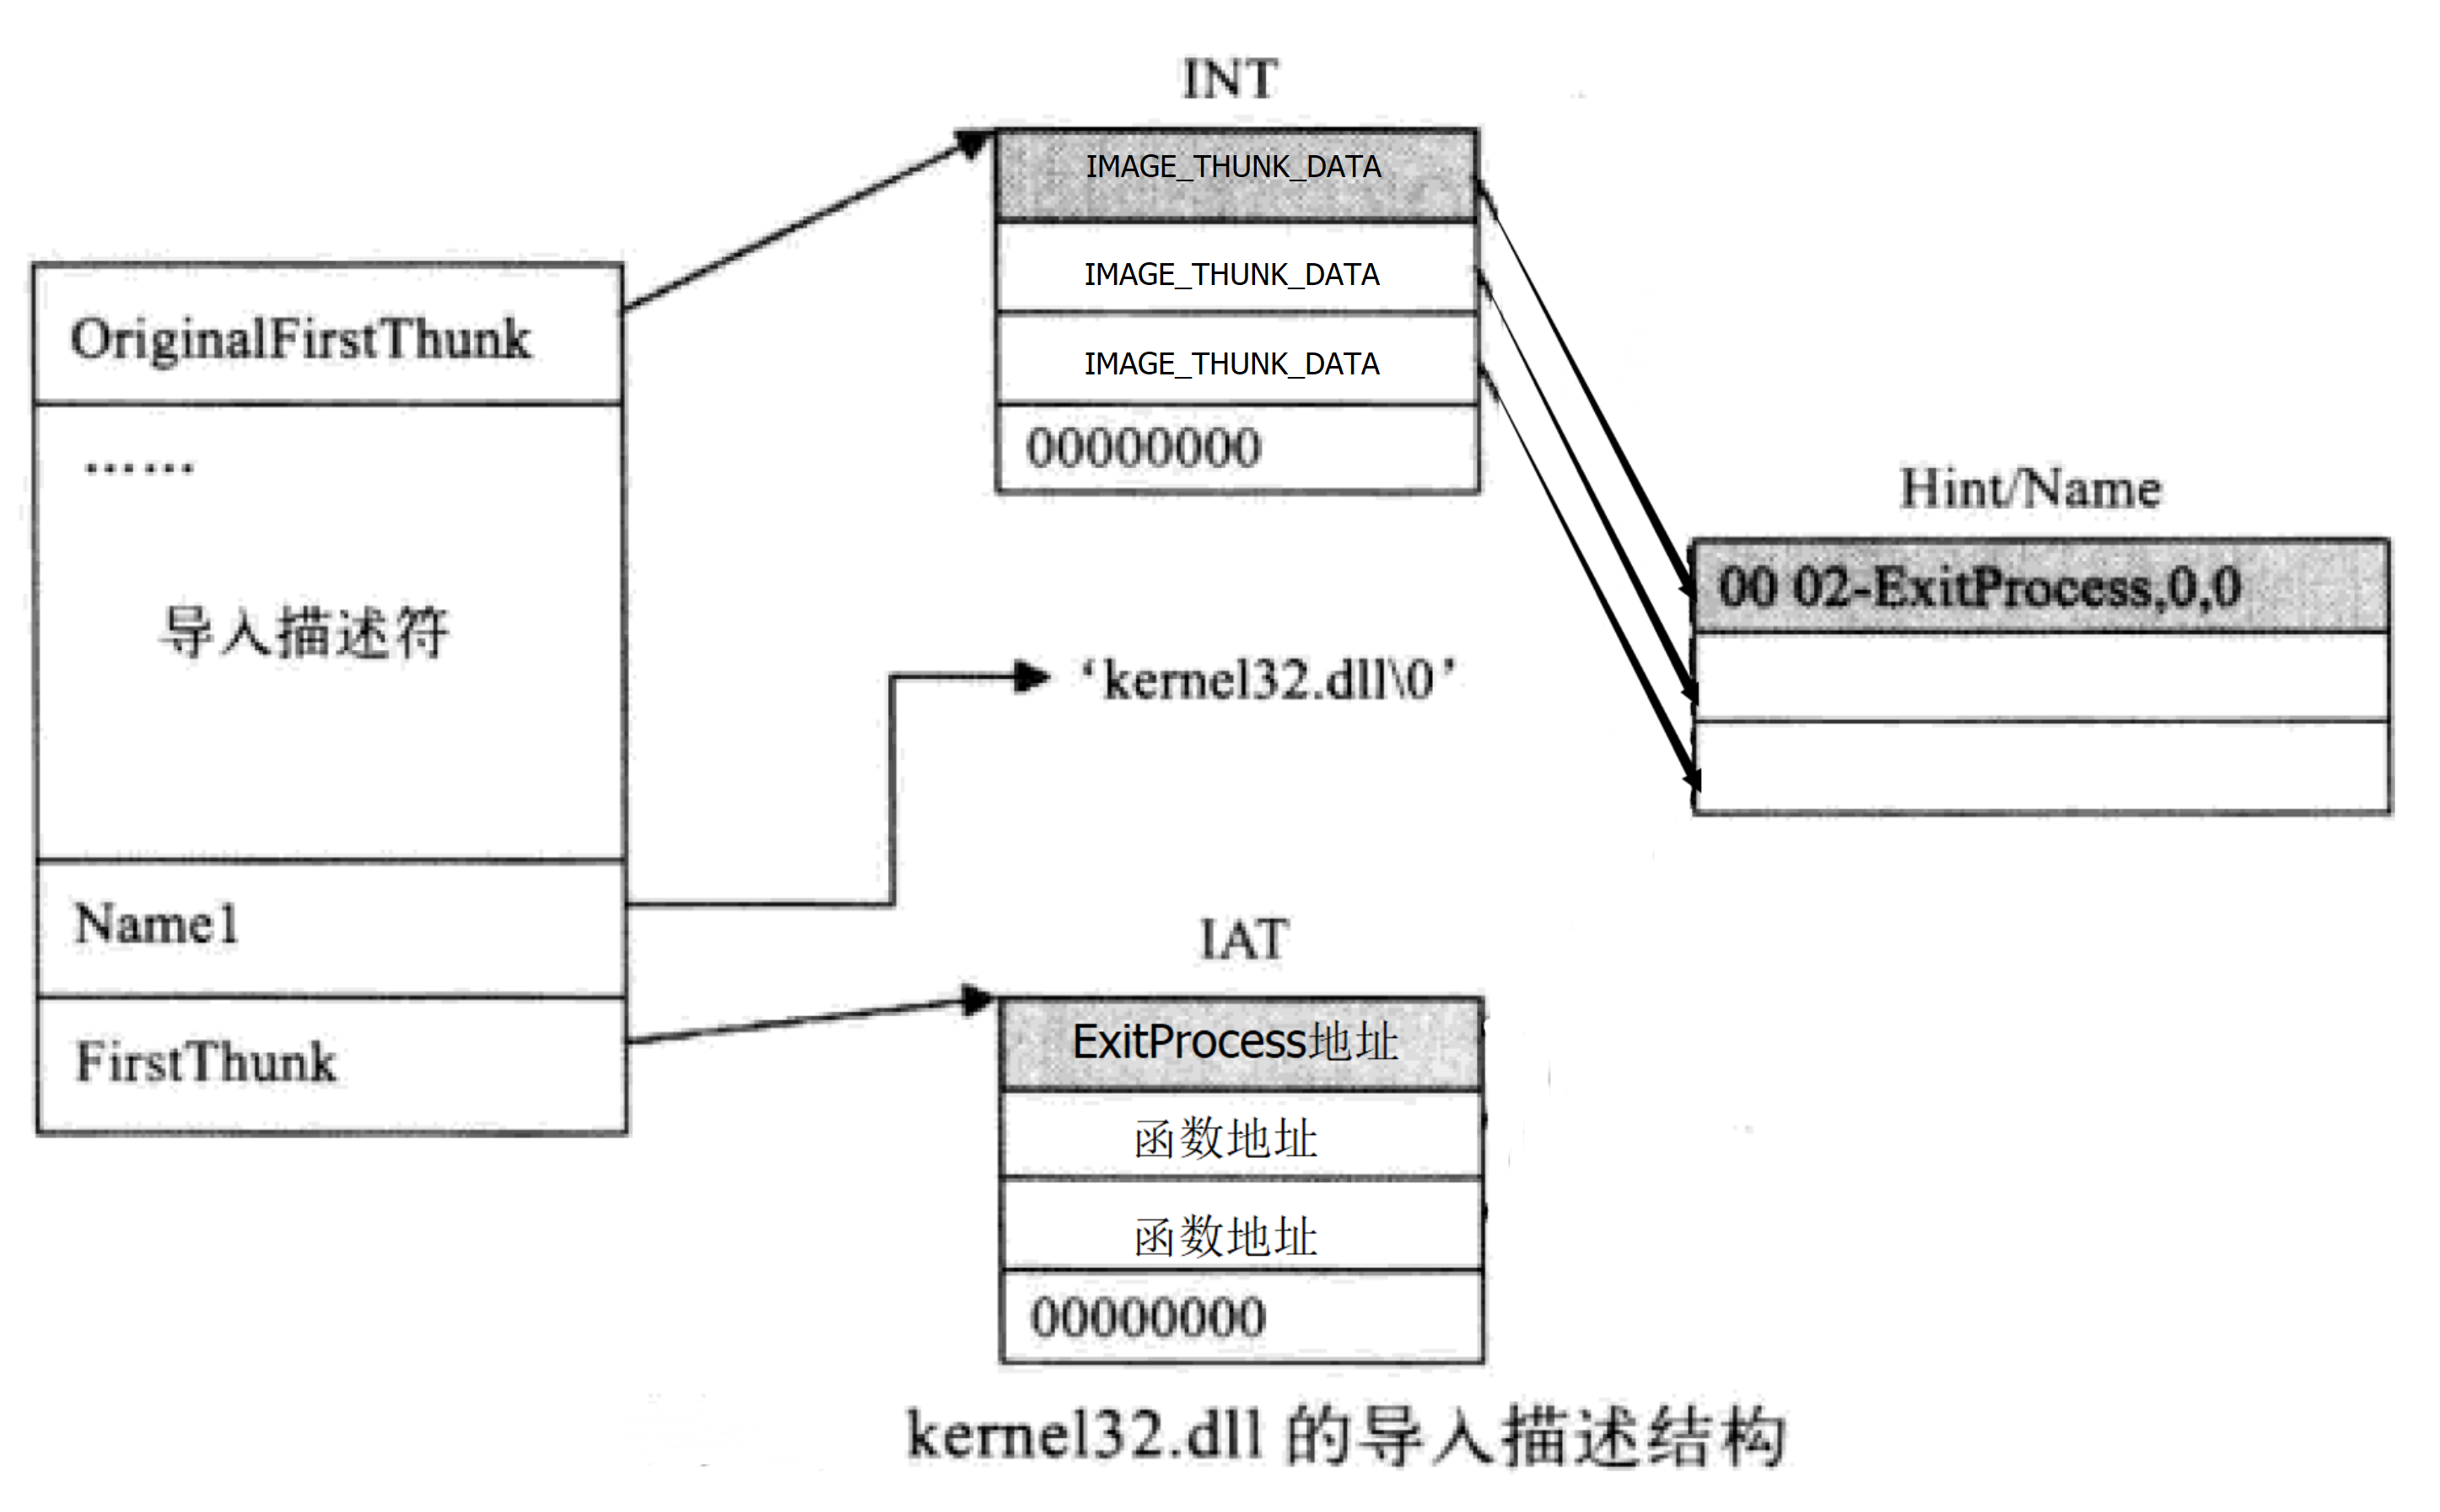 INT
IMAGE_THUNK_DATA
IMAGE_THUNK_DATA
IMAGE_THUNK_DATA
00000000
OriginalFirstThunk
……
导入描述符
Name1
FirstThunk
Hint/Name
00 02-ExitProcess,0,0
‘kernel32.dll\0’
IAT
ExitProcess地址
函数地址
函数地址
00000000
kernel32.dll 的导入描述结构